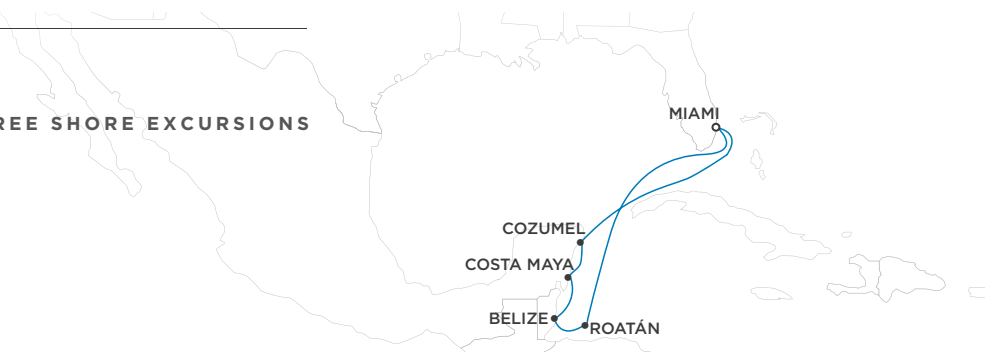 MIAMI
REE SHORE EXCURSIONS
COZUMEL
COSTA MAYA
BELIZE
ROATÁN